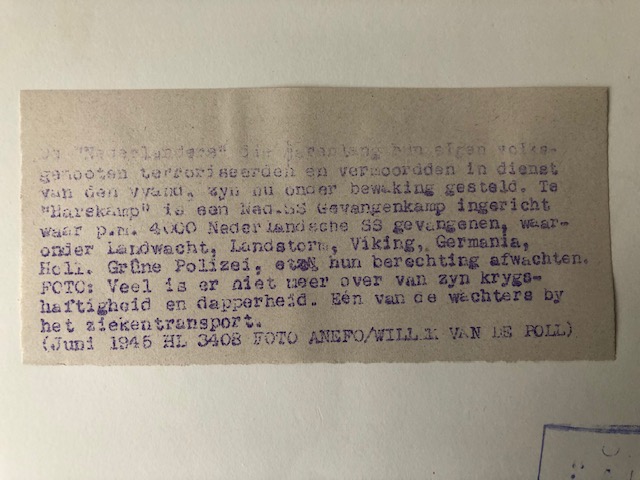 De "Nederlanders" die jarenlang hun eigen volks-
genooten terroriseerden en vermoordden in dienst
van den vyand, zyn nu onder bewaking gesteld. Te
"Harskamp" is een Ned.SS Gevangenkamp ingericht
waar p.m. 4000 Nederlandsche SS gevangenen, waar-
onder Landwacht, Landstorm, Viking, Germania,
Holl. Grüne Polizei, etc, hun berechting afwachten.
FOTO: Veel is er niet meer over van zyn krygs-
haftigheid en dapperheid. Eén van de wachters by
het ziekentransport.
(Juni 1945 HL 3408 FOTO ANEFO/WILLEM VAN DE POLL)